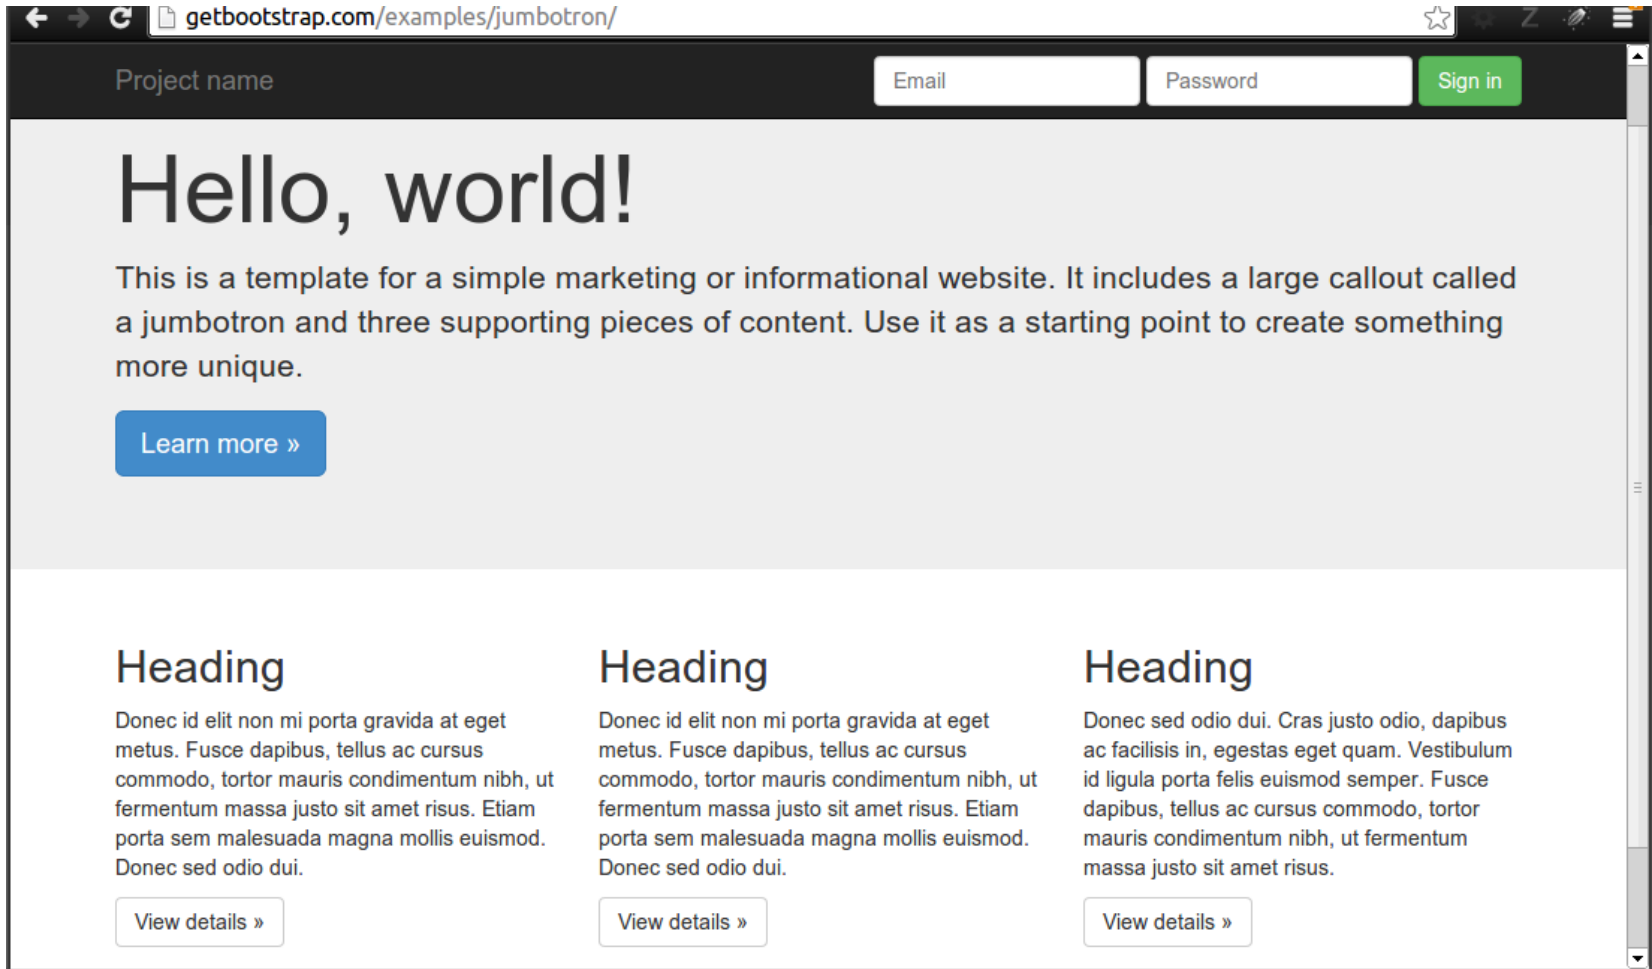 getbootstrap.com/examples/jumbotron/
Project name
Email
Password
Sign in
Hello, world!
This is a template for a simple marketing or informational website. It includes a large callout called
a jumbotron and three supporting pieces of content. Use it as a starting point to create something
more unique.
Learn more »
Heading
Donec id elit non mi porta gravida at eget
metus. Fusce dapibus, tellus ac cursus
commodo, tortor mauris condimentum nibh, ut
fermentum massa justo sit amet risus. Etiam
porta sem malesuada magna mollis euismod.
Donec sed odio dui.
View details »
Heading
Donec id elit non mi porta gravida at eget
metus. Fusce dapibus, tellus ac cursus
commodo, tortor mauris condimentum nibh, ut
fermentum massa justo sit amet risus. Etiam
porta sem malesuada magna mollis euismod.
Donec sed odio dui.
View details »
Heading
Donec sed odio dui. Cras justo odio, dapibus
ac facilisis in, egestas eget quam. Vestibulum
id ligula porta felis euismod semper. Fusce
dapibus, tellus ac cursus commodo, tortor
mauris condimentum nibh, ut fermentum
massa justo sit amet risus.
View details »